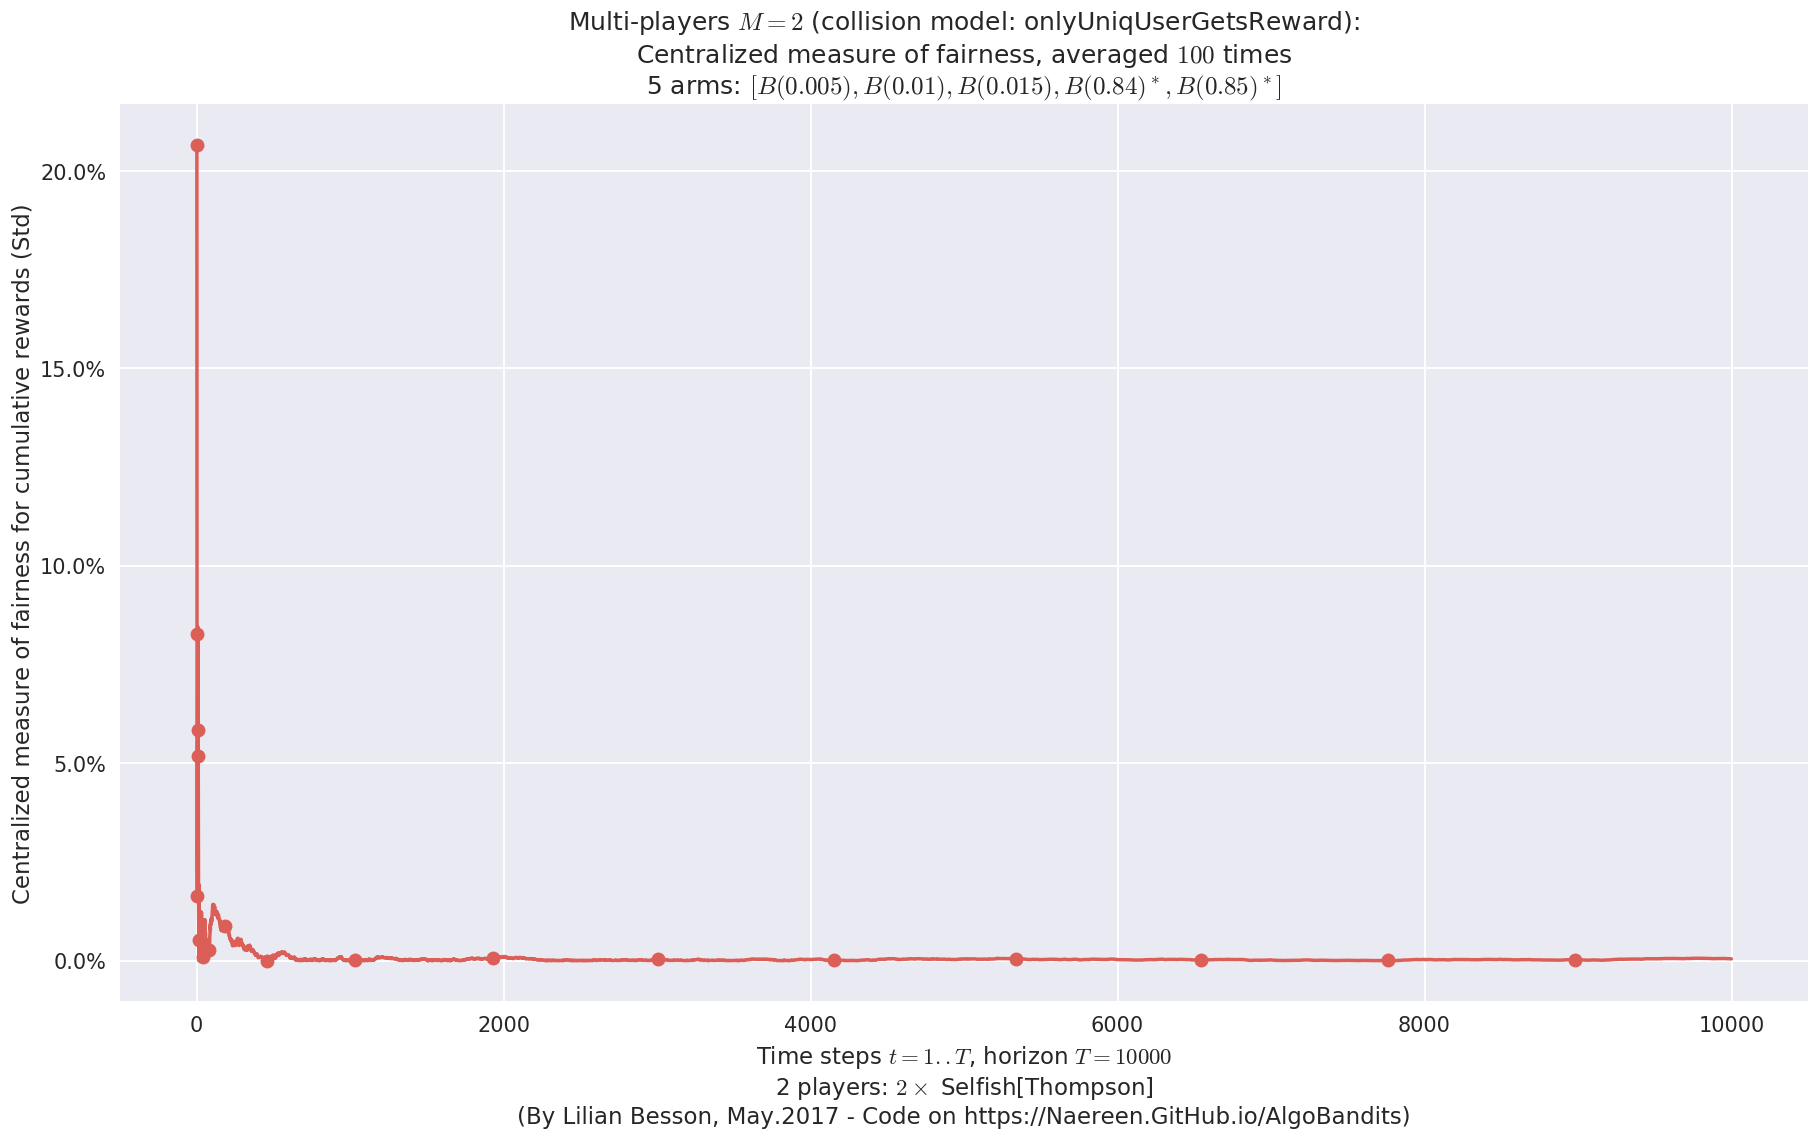 Multi-players $M = 2$ (collision model: onlyUniqUserGetsReward):
Centralized measure of fairness, averaged $100$ times
5 arms: $[B(0.005), B(0.01), B(0.015), B(0.84)^*, B(0.85)^*]$
Centralized measure of fairness for cumulative rewards (Std)
20.0%
15.0%
10.0%
5.0%
0.0%
0 2000 4000 6000 8000 10000
Time steps $t = 1..T$, horizon $T = 10000$
2 players: $2 \times$ Selfish[Thompson]
(By Lilian Besson, May.2017 - Code on https://Naereen.GitHub.io/AlgoBandits)